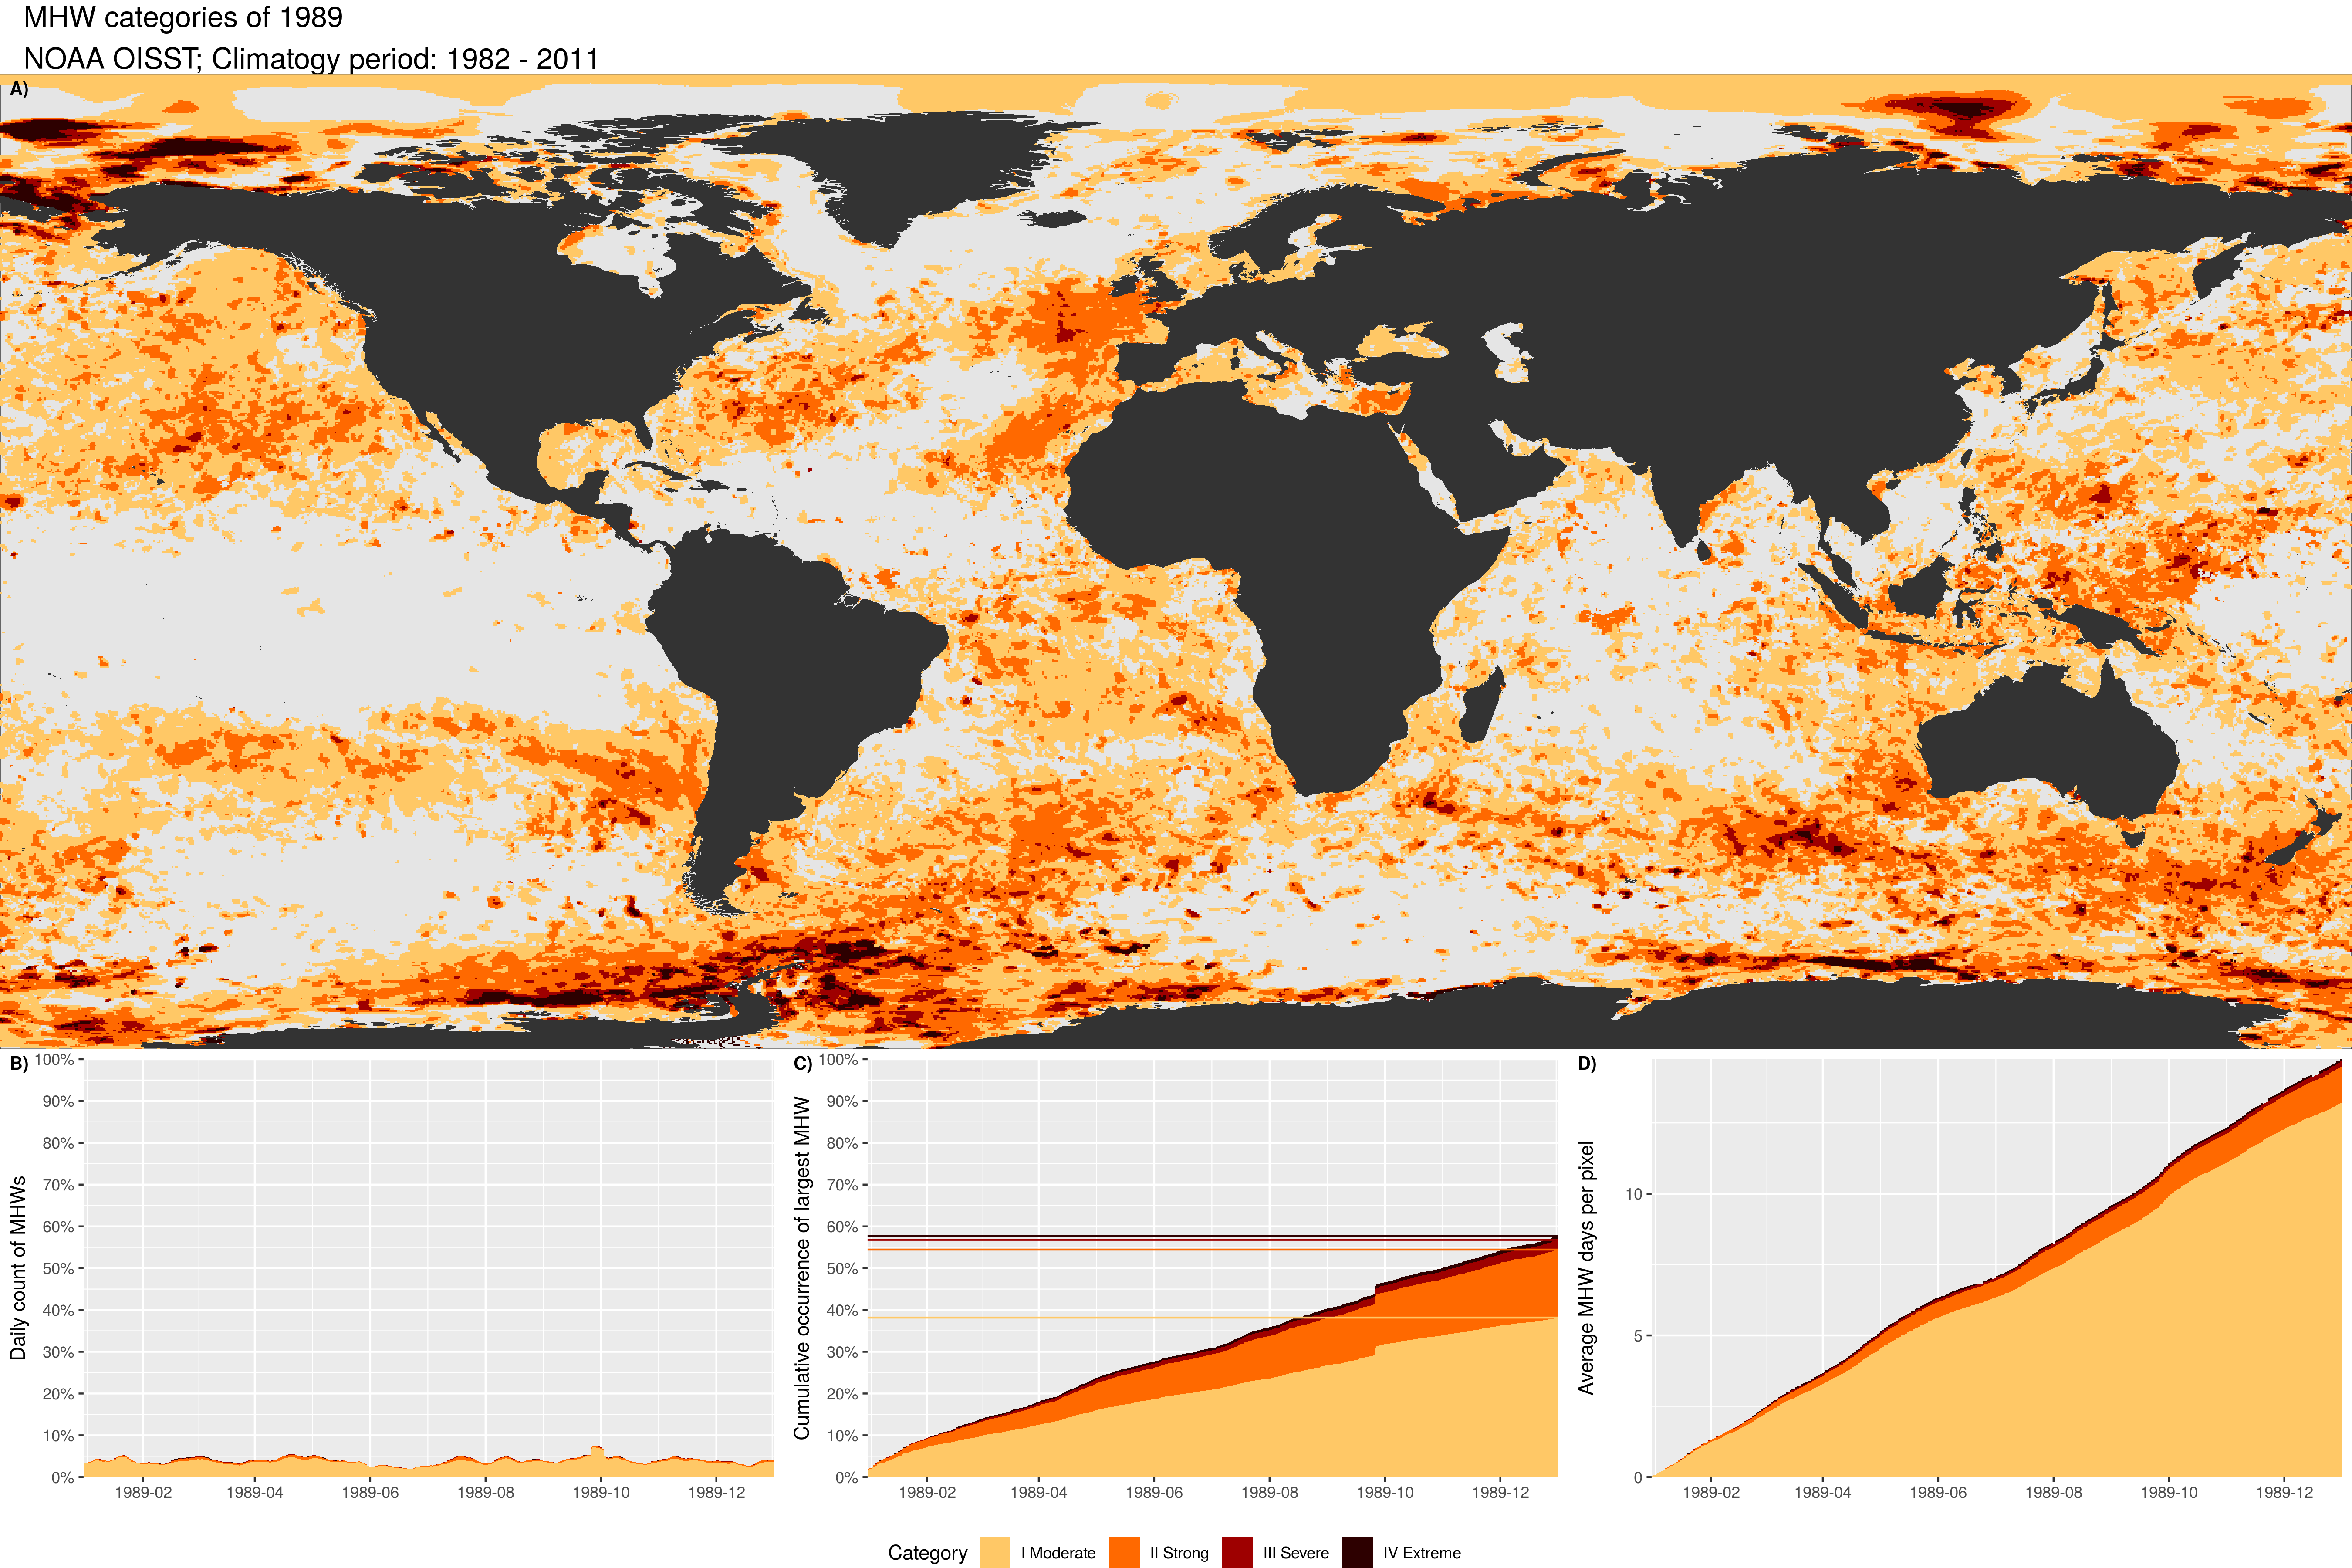 MHW categories of 1989
NOAA OISST; Climatogy period: 1982 - 2011
A)
B)
Daily count of MHWs
100%
90%
80%
70%
60%
50%
40%
30%
20%
10%
0%
1989-02 1989-04 1989-06 1989-08 1989-10 1989-12
C)
Cumulative occurrence of largest MHW
100%
90%
80%
70%
60%
50%
40%
30%
20%
10%
0%
1989-02 1989-04 1989-06 1989-08 1989-10 1989-12
D)
Average MHW days per pixel
10
5
0
1989-02 1989-04 1989-06 1989-08 1989-10 1989-12
Category I Moderate II Strong III Severe IV Extreme